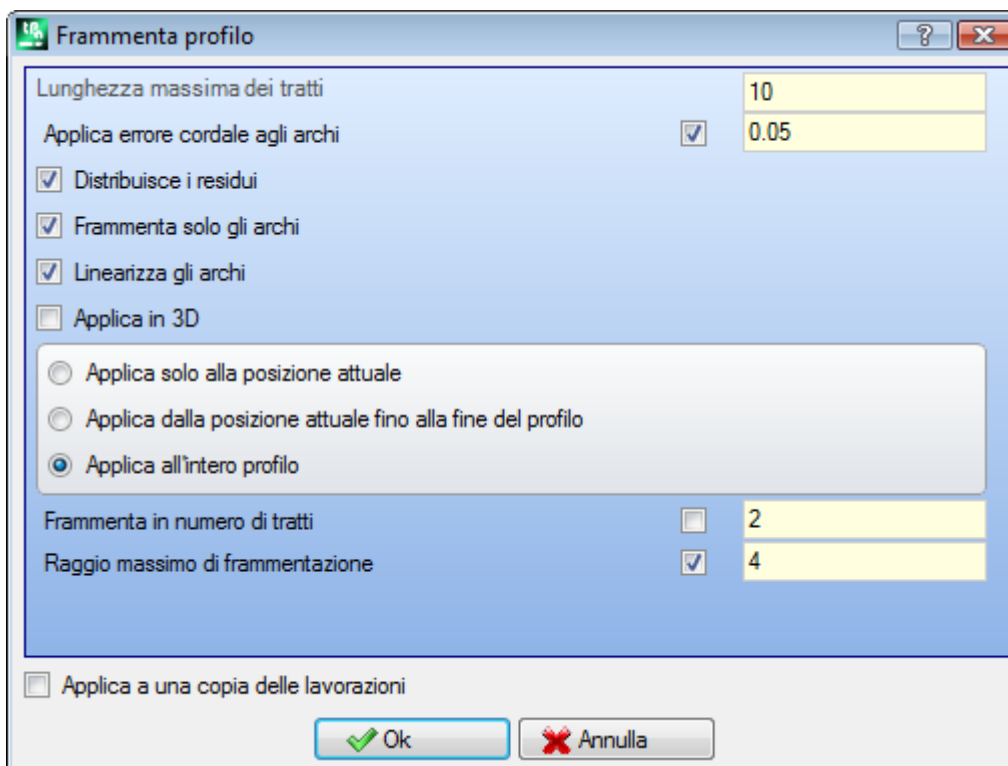 Frammenta profilo
Lunghezza massima dei tratti 10
Applica errore cordale agli archi 0.05
Distribuisce i residui
Frammenta solo gli archi
Linearizza gli archi
Applica in 3D
Applica solo alla posizione attuale
Applica dalla posizione attuale fino alla fine del profilo
Applica all'intero profilo
Frammenta in numero di tratti 2
Raggio massimo di frammentazione 4
Applica a una copia delle lavorazioni
Ok Annulla